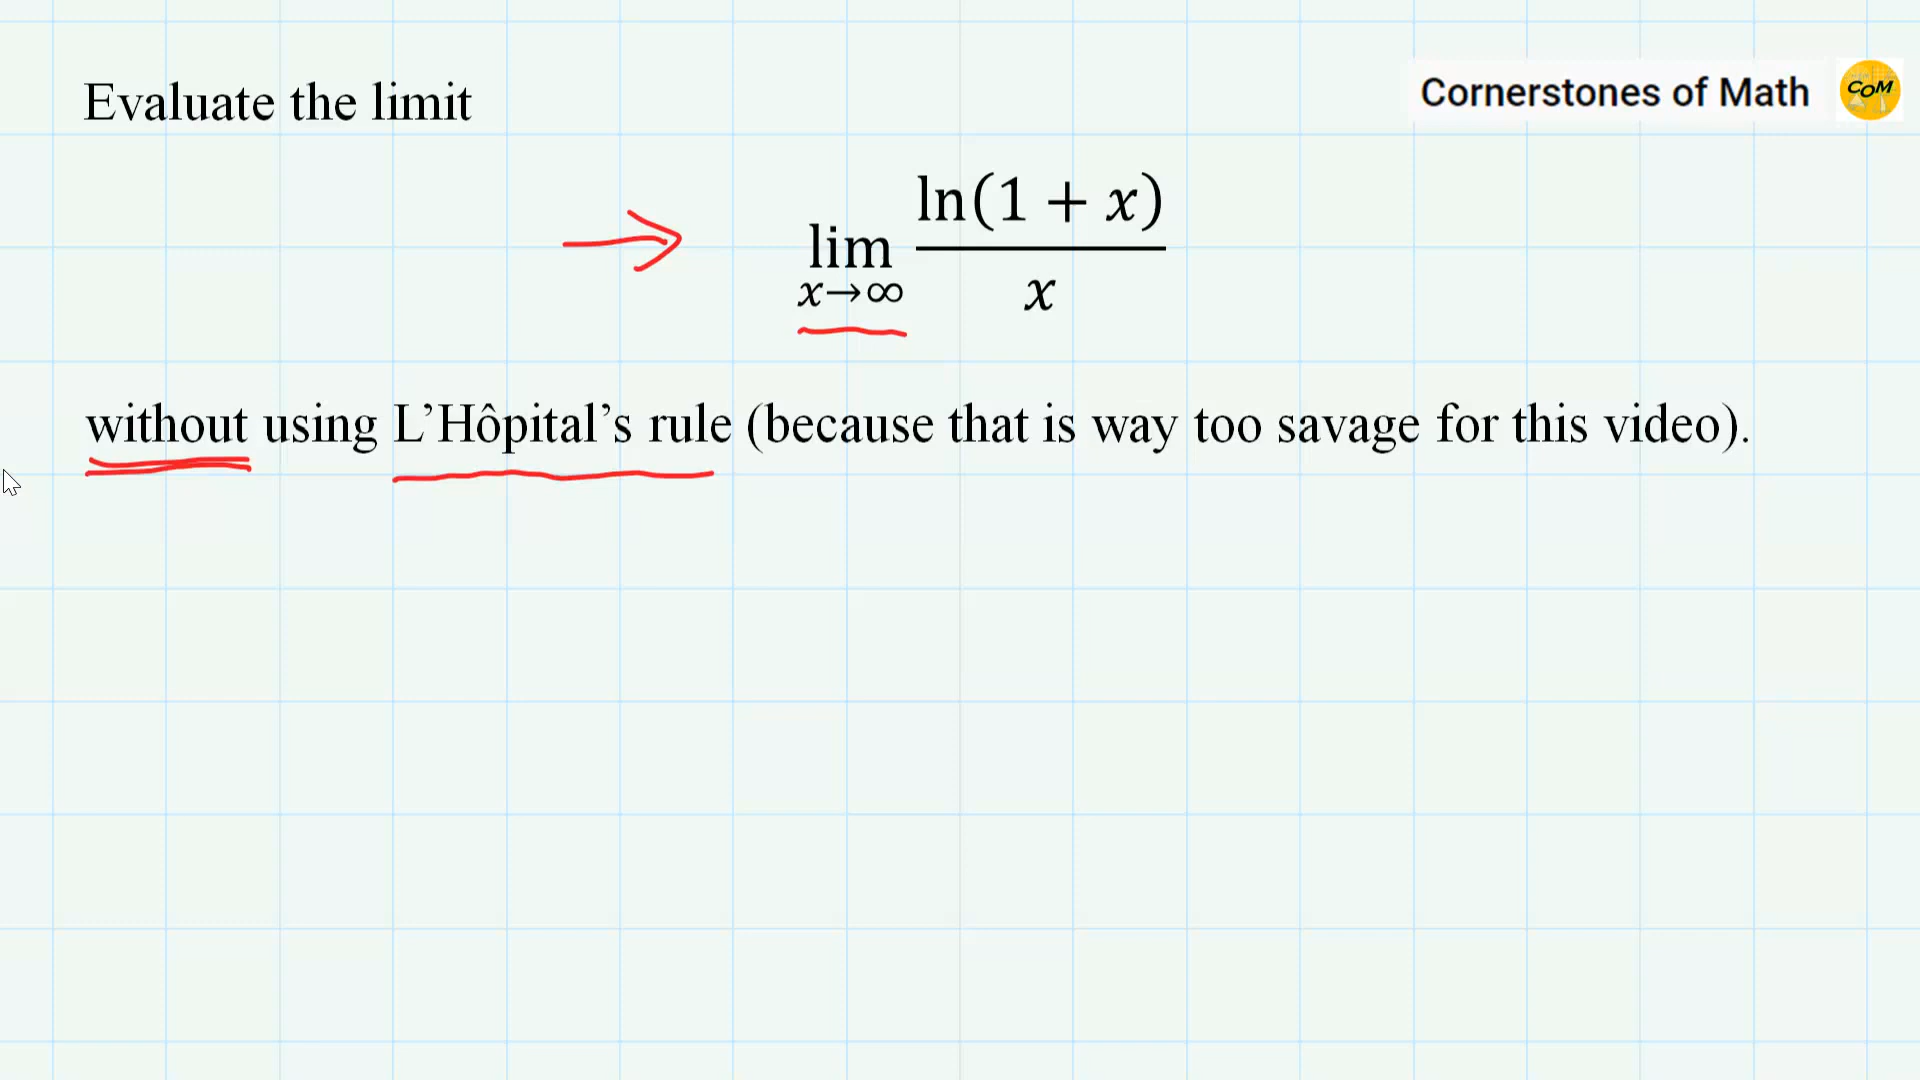 Evaluate the limit
Cornerstones of Math
COM
lim x→∞ ln(1 + x) / x
without using L’Hôpital’s rule (because that is way too savage for this video).